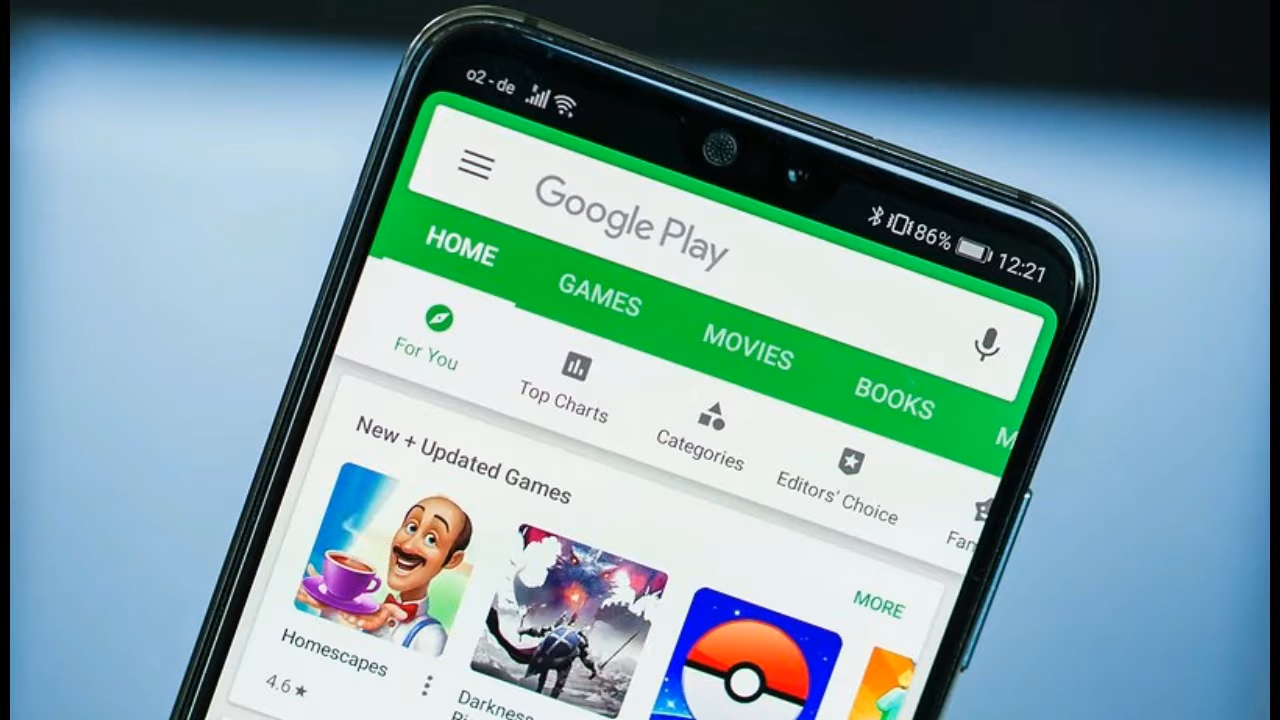 o2 - de
86%
12:21
Google Play
HOME
GAMES
MOVIES
BOOKS
For You
Top Charts
Categories
Editors' Choice
New + Updated Games
MORE
Homescapes
4.6★
Darkness